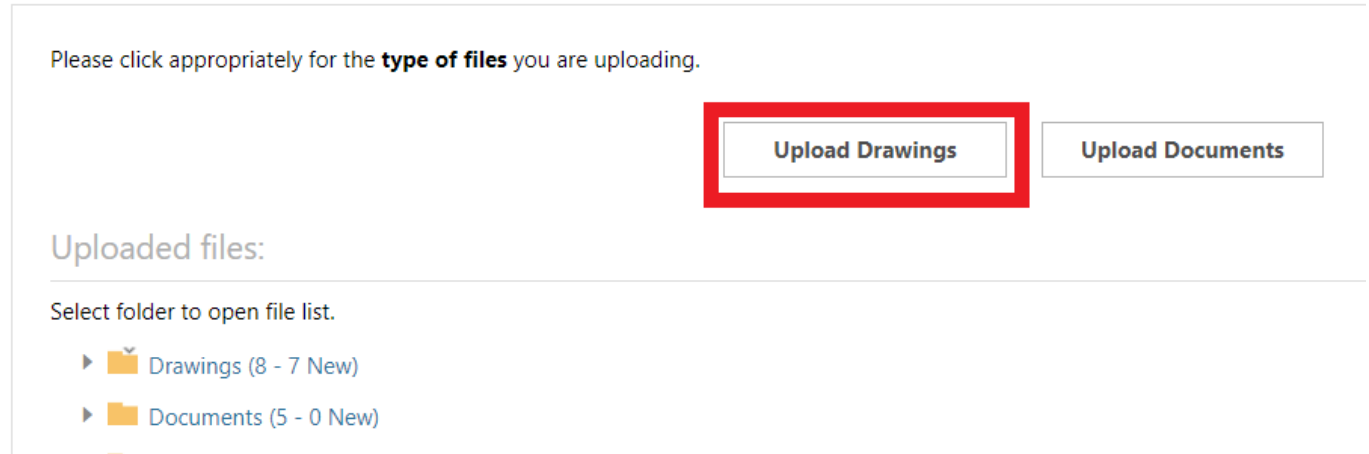 Please click appropriately for the type of files you are uploading.
Upload Drawings
Upload Documents
Uploaded files:
Select folder to open file list.
Drawings (8 - 7 New)
Documents (5 - 0 New)